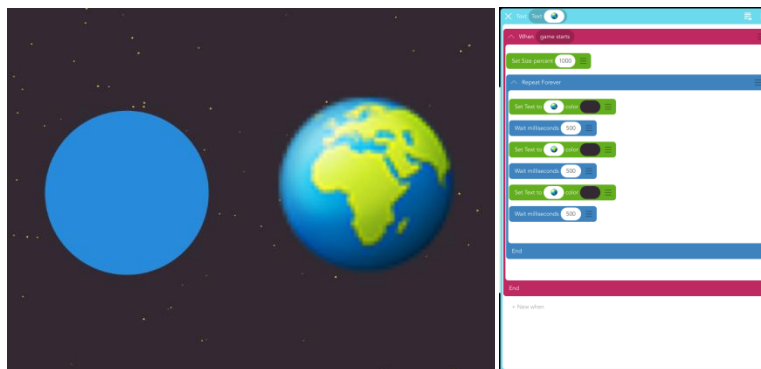 Text Text 🌏
When game starts
Set Size percent 1000
Repeat Forever
Set Text to 🌏 color
Wait milliseconds 500
Set Text to 🌍 color
Wait milliseconds 500
Set Text to 🌎 color
Wait milliseconds 500
End
End
+ New when